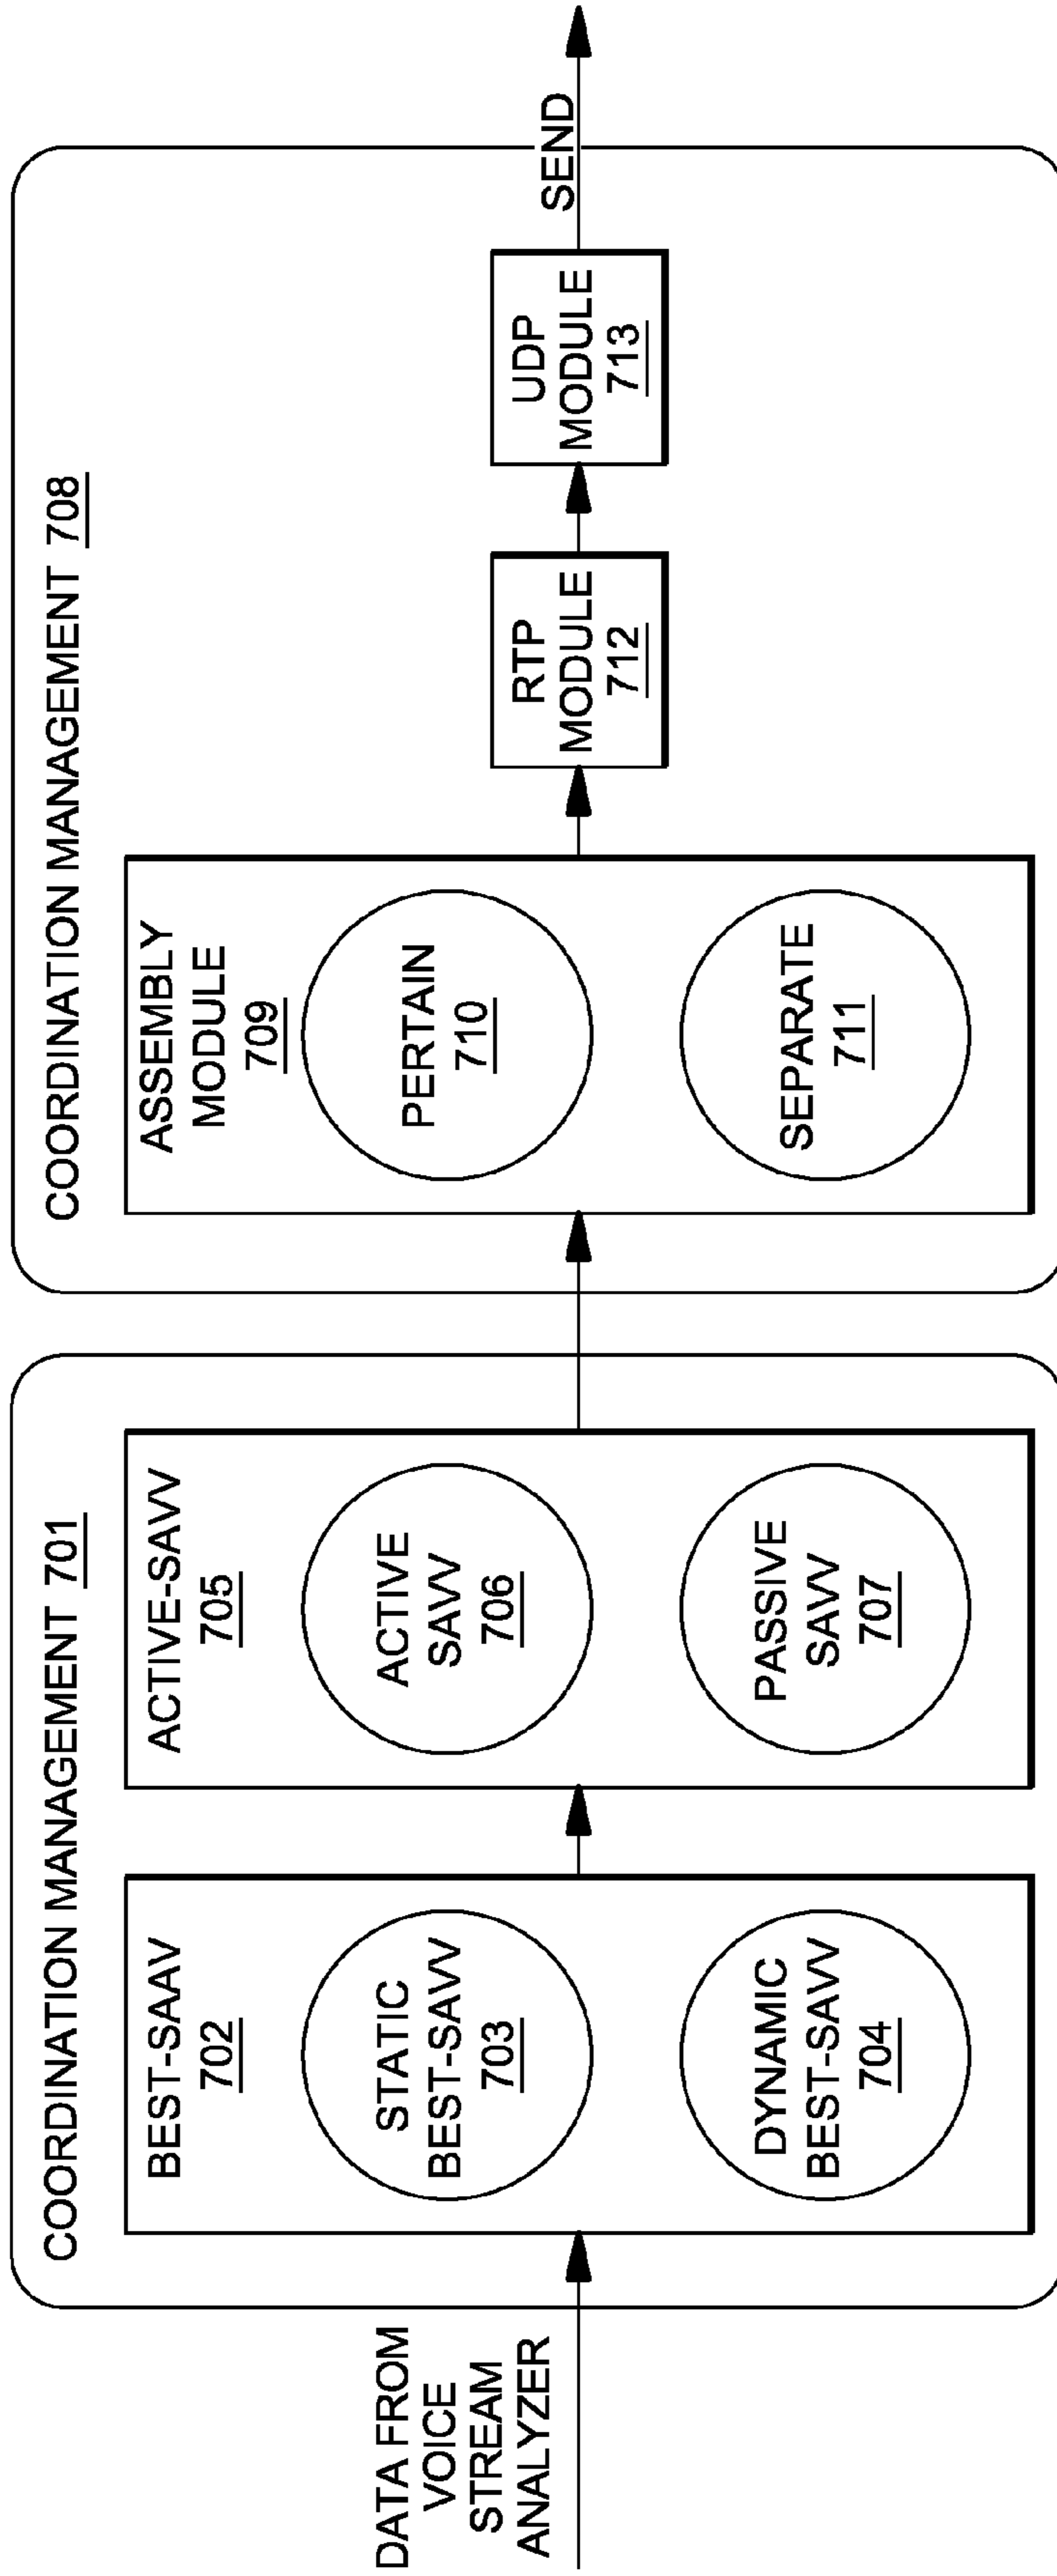 DATA FROM
VOICE
STREAM
ANALYZER
COORDINATION MANAGEMENT 701
BEST-SAAV
702
STATIC
BEST-SAVV
703
DYNAMIC
BEST-SAVV
704
ACTIVE-SAVV
705
ACTIVE
SAVV
706
PASSIVE
SAVV
707
COORDINATION MANAGEMENT 708
ASSEMBLY
MODULE
709
PERTAIN
710
SEPARATE
711
RTP
MODULE
712
UDP
MODULE
713
SEND